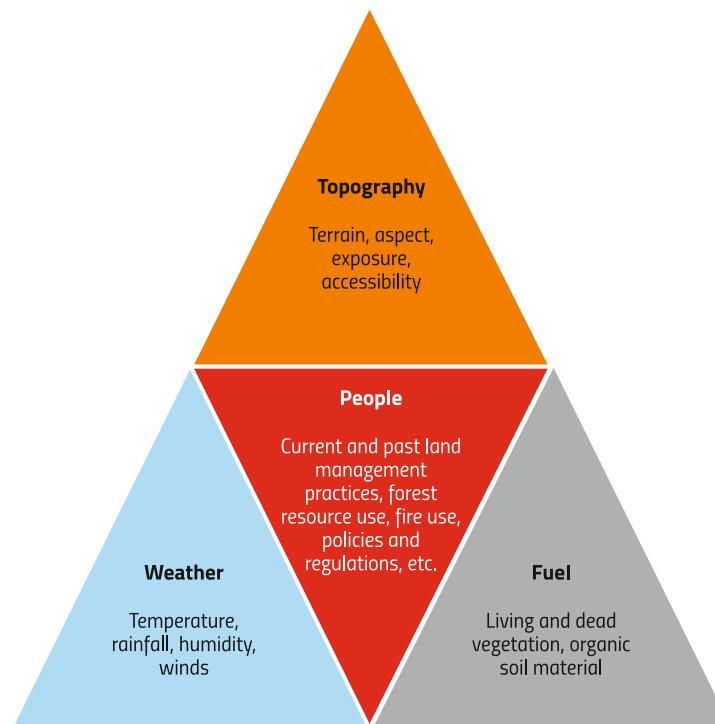 Topography
Terrain, aspect,
exposure,
accessibility
People
Current and past land
management
practices, forest
resource use, fire use,
policies and
regulations, etc.
Weather
Temperature,
rainfall, humidity,
winds
Fuel
Living and dead
vegetation, organic
soil material